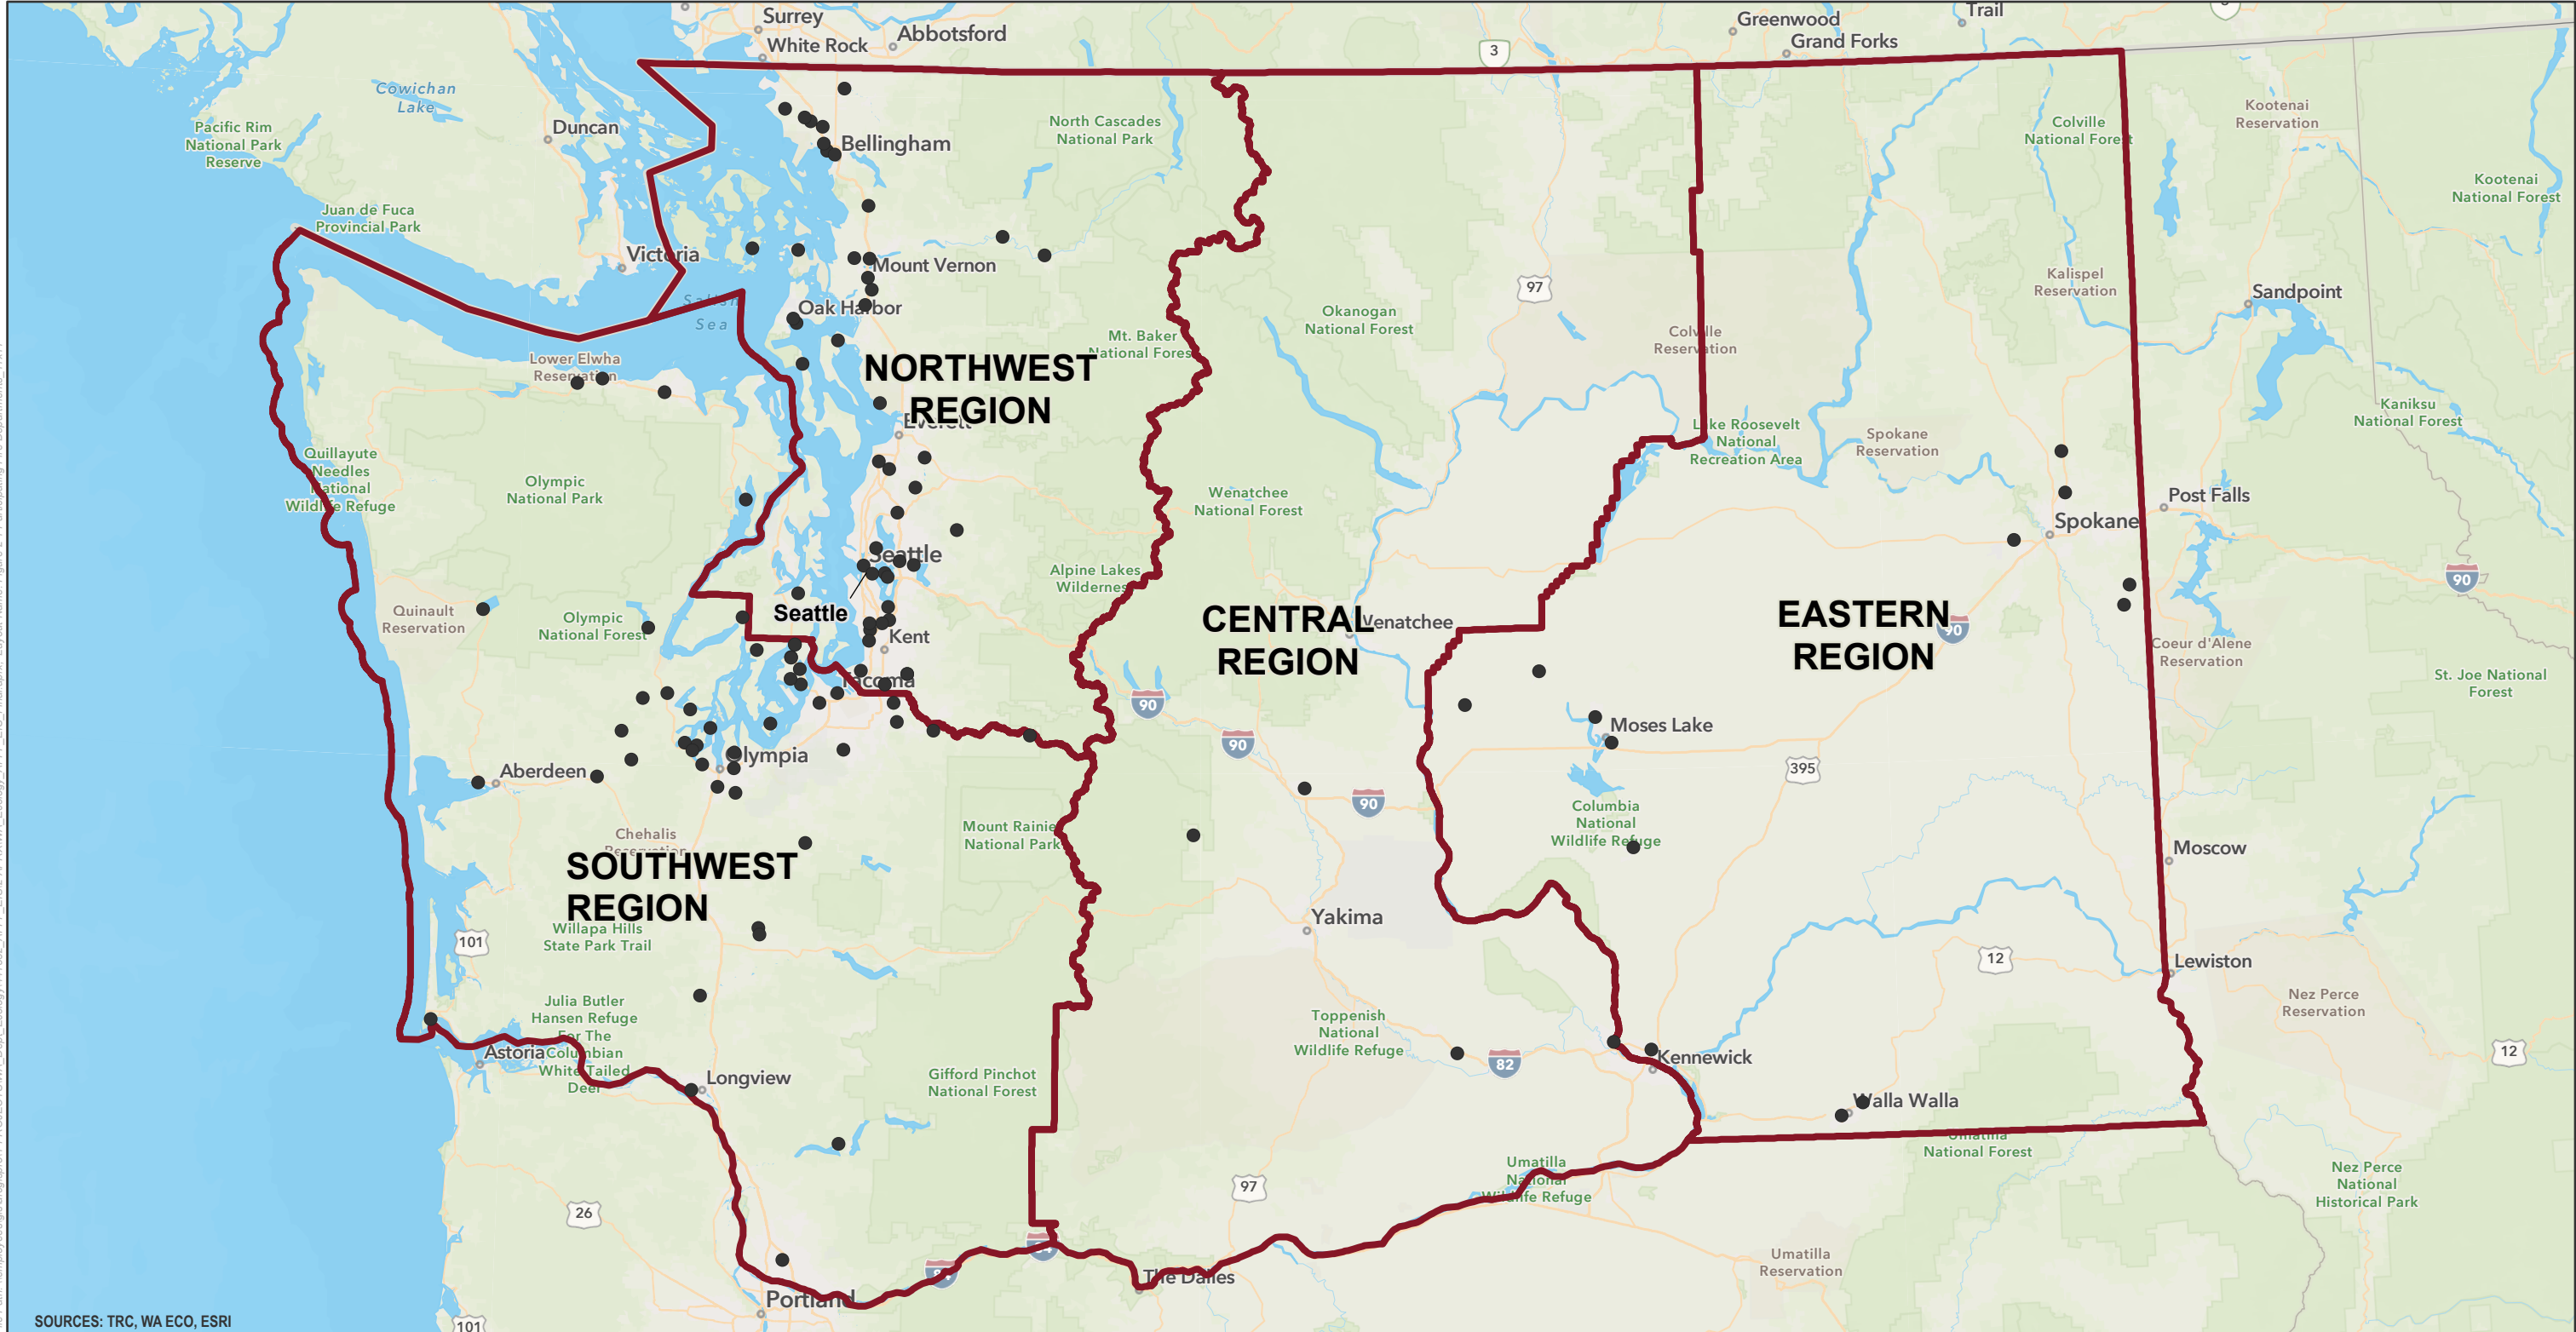 Surrey
White Rock
Abbotsford
Greenwood
Grand Forks
Trail
3
Cowichan
Lake
Duncan
Pacific Rim
National Park
Reserve
Bellingham
North Cascades
National Park
Colville
National Forest
Kootenai
Reservation
Kootenai
National Forest
Juan de Fuca
Provincial Park
Victoria
Mount Vernon
Salish
Sea
Oak Harbor
97
Kalispel
Reservation
Sandpoint
Okanogan
National Forest
Colville
Reservation
Mt. Baker
National Forest
Lower Elwha
Reservation
NORTHWEST
REGION
Everett
Kaniksu
National Forest
Lake Roosevelt
National
Recreation Area
Spokane
Reservation
Quillayute
Needles
National
Wildlife Refuge
Olympic
National Park
Wenatchee
National Forest
Post Falls
Spokane
Seattle
Alpine Lakes
Wilderness
90
Seattle
Quinault
Reservation
Olympic
National Forest
Kent
CENTRAL
REGION
Wenatchee
EASTERN
REGION
90
Coeur d'Alene
Reservation
St. Joe National
Forest
Tacoma
90
90
Moses Lake
Olympia
Aberdeen
395
90
Columbia
National
Wildlife Refuge
Chehalis
Reservation
Mount Rainier
National Park
Moscow
SOUTHWEST
REGION
Willapa Hills
State Park Trail
101
Yakima
12
Lewiston
Nez Perce
Reservation
Julia Butler
Hansen Refuge
For The
Columbian
White Tailed
Deer
Astoria
Toppenish
National
Wildlife Refuge
82
Kennewick
12
Longview
Gifford Pinchot
National Forest
Walla Walla
Umatilla
National Forest
Umatilla
National
Wildlife Refuge
97
Nez Perce
National
Historical Park
26
84
84
The Dalles
Umatilla
Reservation
Portland
SOURCES: TRC, WA ECO, ESRI
101